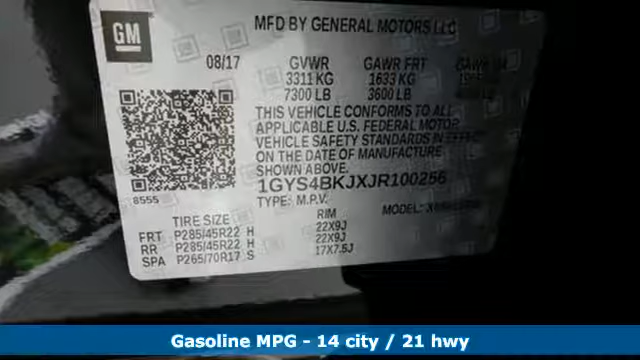 GM
MFD BY GENERAL MOTORS LLC
08/17 GVWR GAWR FRT GAWR
3311 KG 1633 KG
7300 LB 3600 LB LB
THIS VEHICLE CONFORMS TO ALL
APPLICABLE U.S. FEDERAL MOTOR
VEHICLE SAFETY STANDARDS IN EFFECT
ON THE DATE OF MANUFACTURE
SHOWN ABOVE.
1GYS4BKJXJR100256
8555 TYPE: M.P.V. MODEL:
TIRE SIZE RIM
FRT P285/45R22 H 22X9J
RR P285/45R22 H 22X9J
SPA P265/70R17 S 17X7.5J
Gasoline MPG - 14 city / 21 hwy